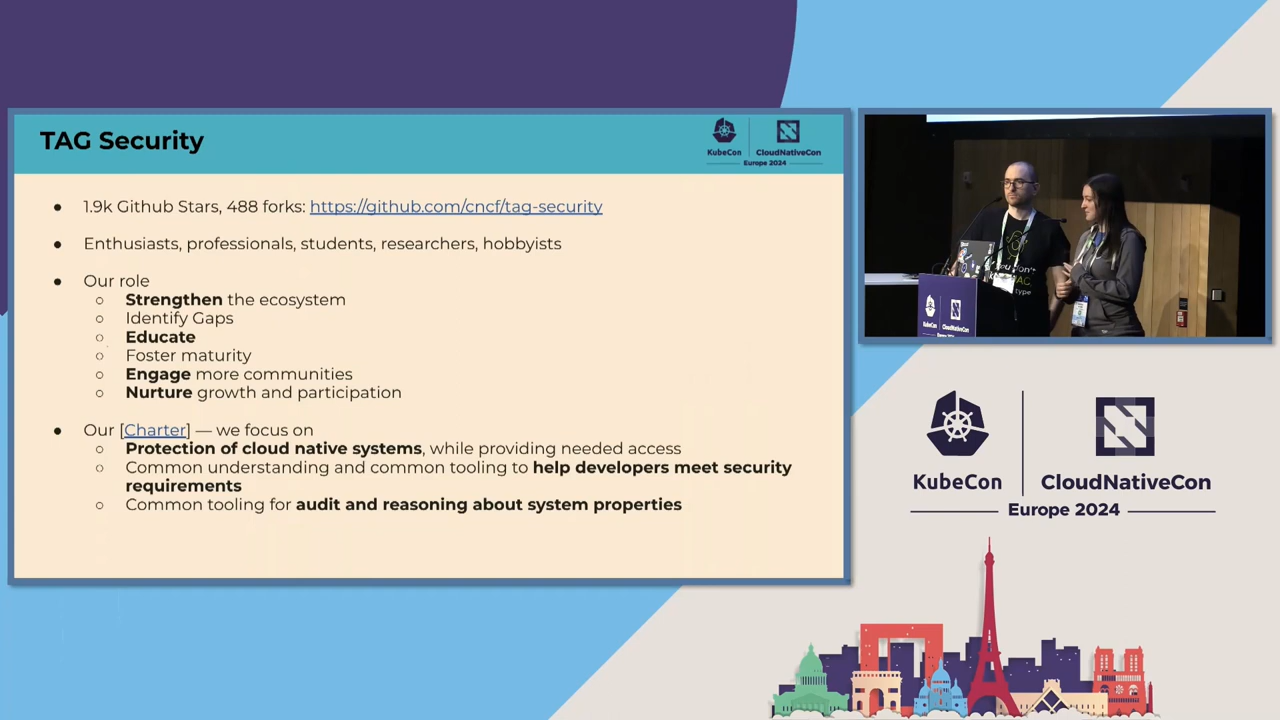 TAG Security
KubeCon
CloudNativeCon
Europe 2024
● 1.9k Github Stars, 488 forks: https://github.com/cncf/tag-security
● Enthusiasts, professionals, students, researchers, hobbyists
● Our role
○ Strengthen the ecosystem
○ Identify Gaps
○ Educate
○ Foster maturity
○ Engage more communities
○ Nurture growth and participation
● Our [Charter] — we focus on
○ Protection of cloud native systems, while providing needed access
○ Common understanding and common tooling to help developers meet security
requirements
○ Common tooling for audit and reasoning about system properties
KubeCon
CloudNativeCon
KubeCon
CloudNativeCon
Europe 2024